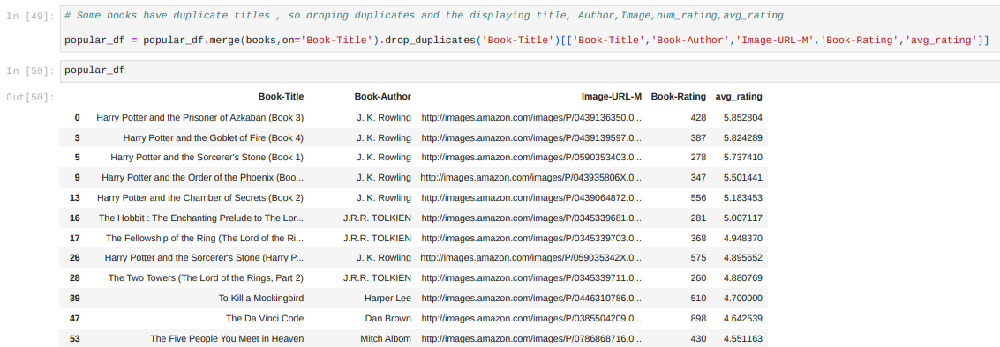 In [49]: # Some books have duplicate titles , so droping duplicates and the displaying title, Author,Image,num_rating,avg_rating
popular_df = popular_df.merge(books,on='Book-Title').drop_duplicates('Book-Title')[['Book-Title','Book-Author','Image-URL-M','Book-Rating','avg_rating']]
In [50]: popular_df
Out[50]:
Book-Title Book-Author Image-URL-M Book-Rating avg_rating
0 Harry Potter and the Prisoner of Azkaban (Book 3) J. K. Rowling http://images.amazon.com/images/P/0439136350.0... 428 5.852804
3 Harry Potter and the Goblet of Fire (Book 4) J. K. Rowling http://images.amazon.com/images/P/0439139597.0... 387 5.824289
5 Harry Potter and the Sorcerer's Stone (Book 1) J. K. Rowling http://images.amazon.com/images/P/0590353403.0... 278 5.737410
9 Harry Potter and the Order of the Phoenix (Boo... J. K. Rowling http://images.amazon.com/images/P/043935806X.0... 347 5.501441
13 Harry Potter and the Chamber of Secrets (Book 2) J. K. Rowling http://images.amazon.com/images/P/0439064872.0... 556 5.183453
16 The Hobbit : The Enchanting Prelude to The Lor... J.R.R. TOLKIEN http://images.amazon.com/images/P/0345339681.0... 281 5.007117
17 The Fellowship of the Ring (The Lord of the Ri... J.R.R. TOLKIEN http://images.amazon.com/images/P/0345339703.0... 368 4.948370
26 Harry Potter and the Sorcerer's Stone (Harry P... J. K. Rowling http://images.amazon.com/images/P/059035342X.0... 575 4.895652
28 The Two Towers (The Lord of the Rings, Part 2) J.R.R. TOLKIEN http://images.amazon.com/images/P/0345339711.0... 260 4.880769
39 To Kill a Mockingbird Harper Lee http://images.amazon.com/images/P/0446310786.0... 510 4.700000
47 The Da Vinci Code Dan Brown http://images.amazon.com/images/P/0385504209.0... 898 4.642539
53 The Five People You Meet in Heaven Mitch Albom http://images.amazon.com/images/P/0786868716.0... 430 4.551163